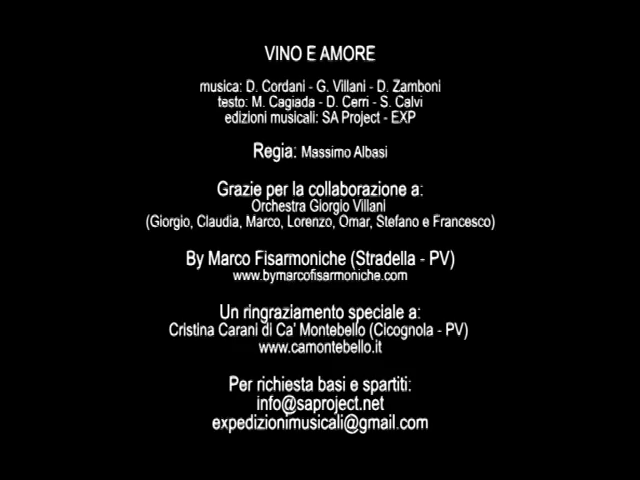 VINO E AMORE
musica: D. Cordani - G. Villani - D. Zamboni
testo: M. Cagiada - D. Cerri - S. Calvi
edizioni musicali: SA Project - EXP
Regia: Massimo Albasi
Grazie per la collaborazione a:
Orchestra Giorgio Villani
(Giorgio, Claudia, Marco, Lorenzo, Omar, Stefano e Francesco)
By Marco Fisarmoniche (Stradella - PV)
www.bymarcofisarmoniche.com
Un ringraziamento speciale a:
Cristina Carani di Ca' Montebello (Cicognola - PV)
www.camontebello.it
Per richiesta basi e spartiti:
info@saproject.net
expedizionimusicali@gmail.com